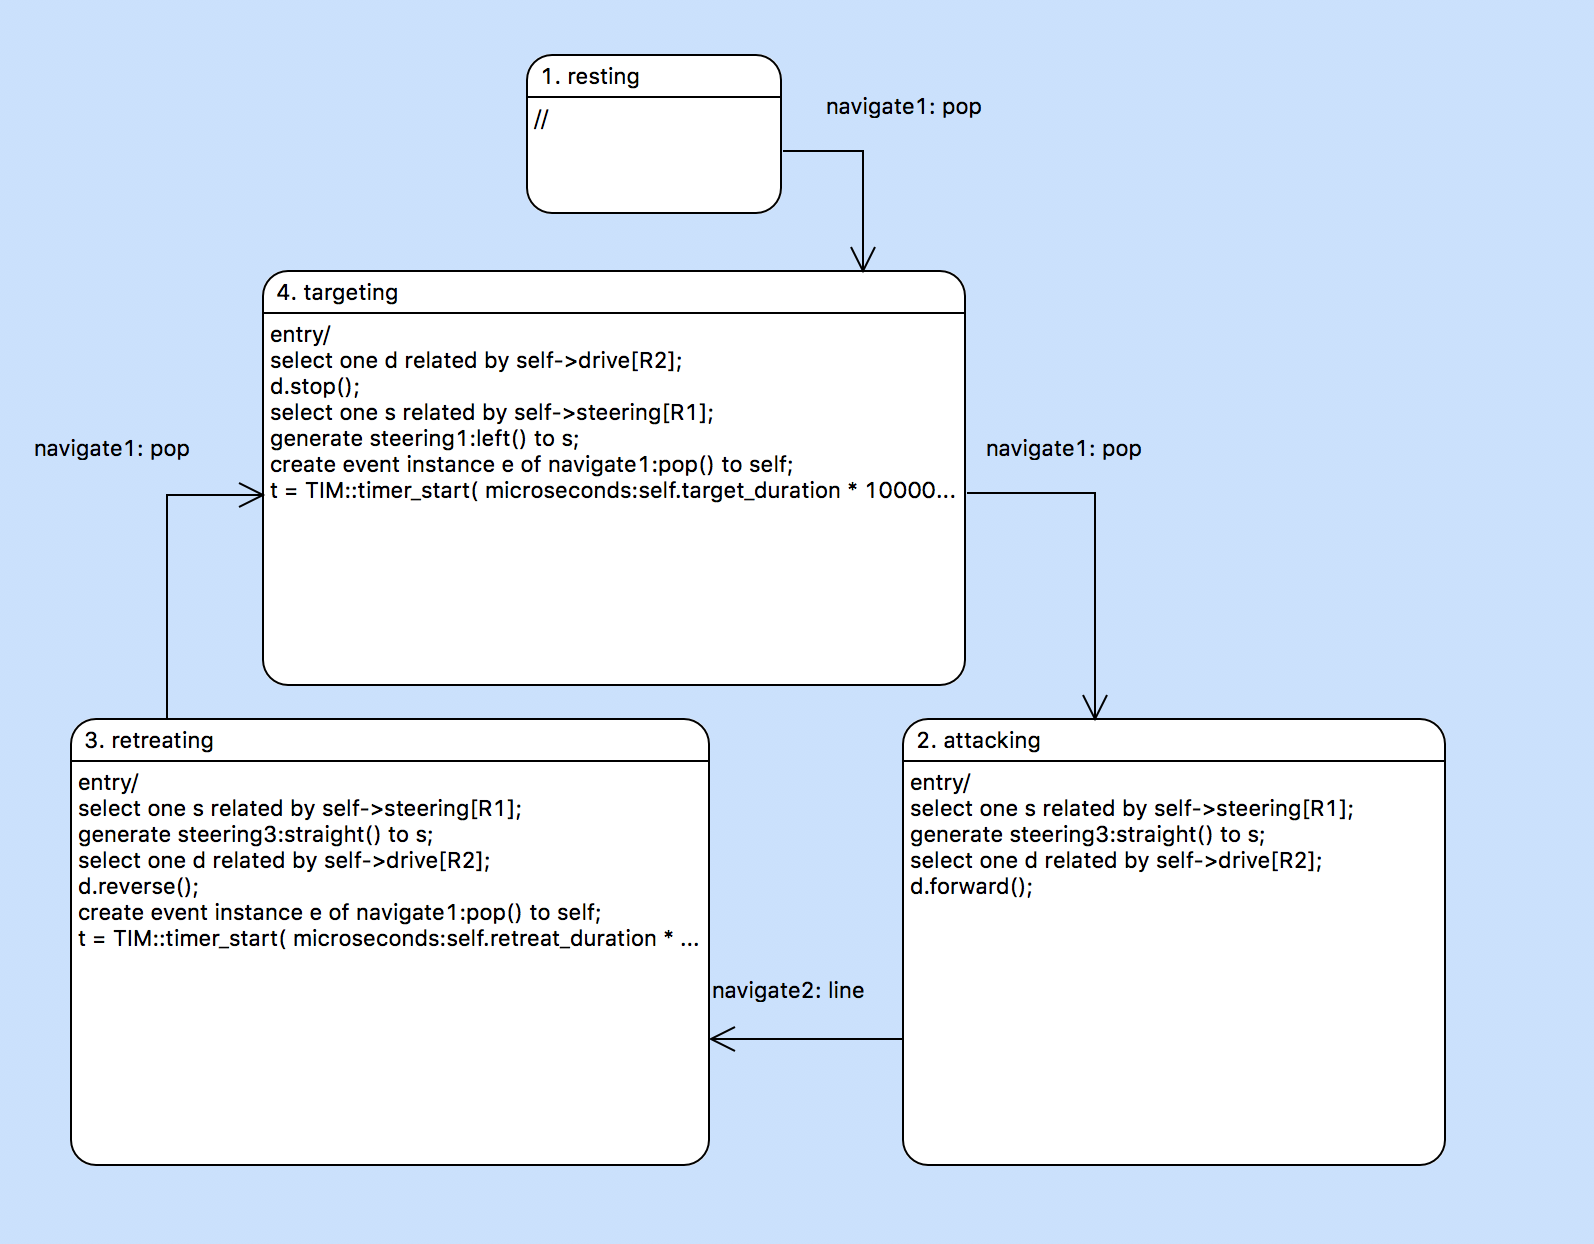 1. resting
//
navigate1: pop
4. targeting
entry/
select one d related by self->drive[R2];
d.stop();
select one s related by self->steering[R1];
generate steering1:left() to s;
create event instance e of navigate1:pop() to self;
t = TIM::timer_start( microseconds:self.target_duration * 10000...
navigate1: pop
navigate1: pop
3. retreating
entry/
select one s related by self->steering[R1];
generate steering3:straight() to s;
select one d related by self->drive[R2];
d.reverse();
create event instance e of navigate1:pop() to self;
t = TIM::timer_start( microseconds:self.retreat_duration * ...
navigate2: line
2. attacking
entry/
select one s related by self->steering[R1];
generate steering3:straight() to s;
select one d related by self->drive[R2];
d.forward();